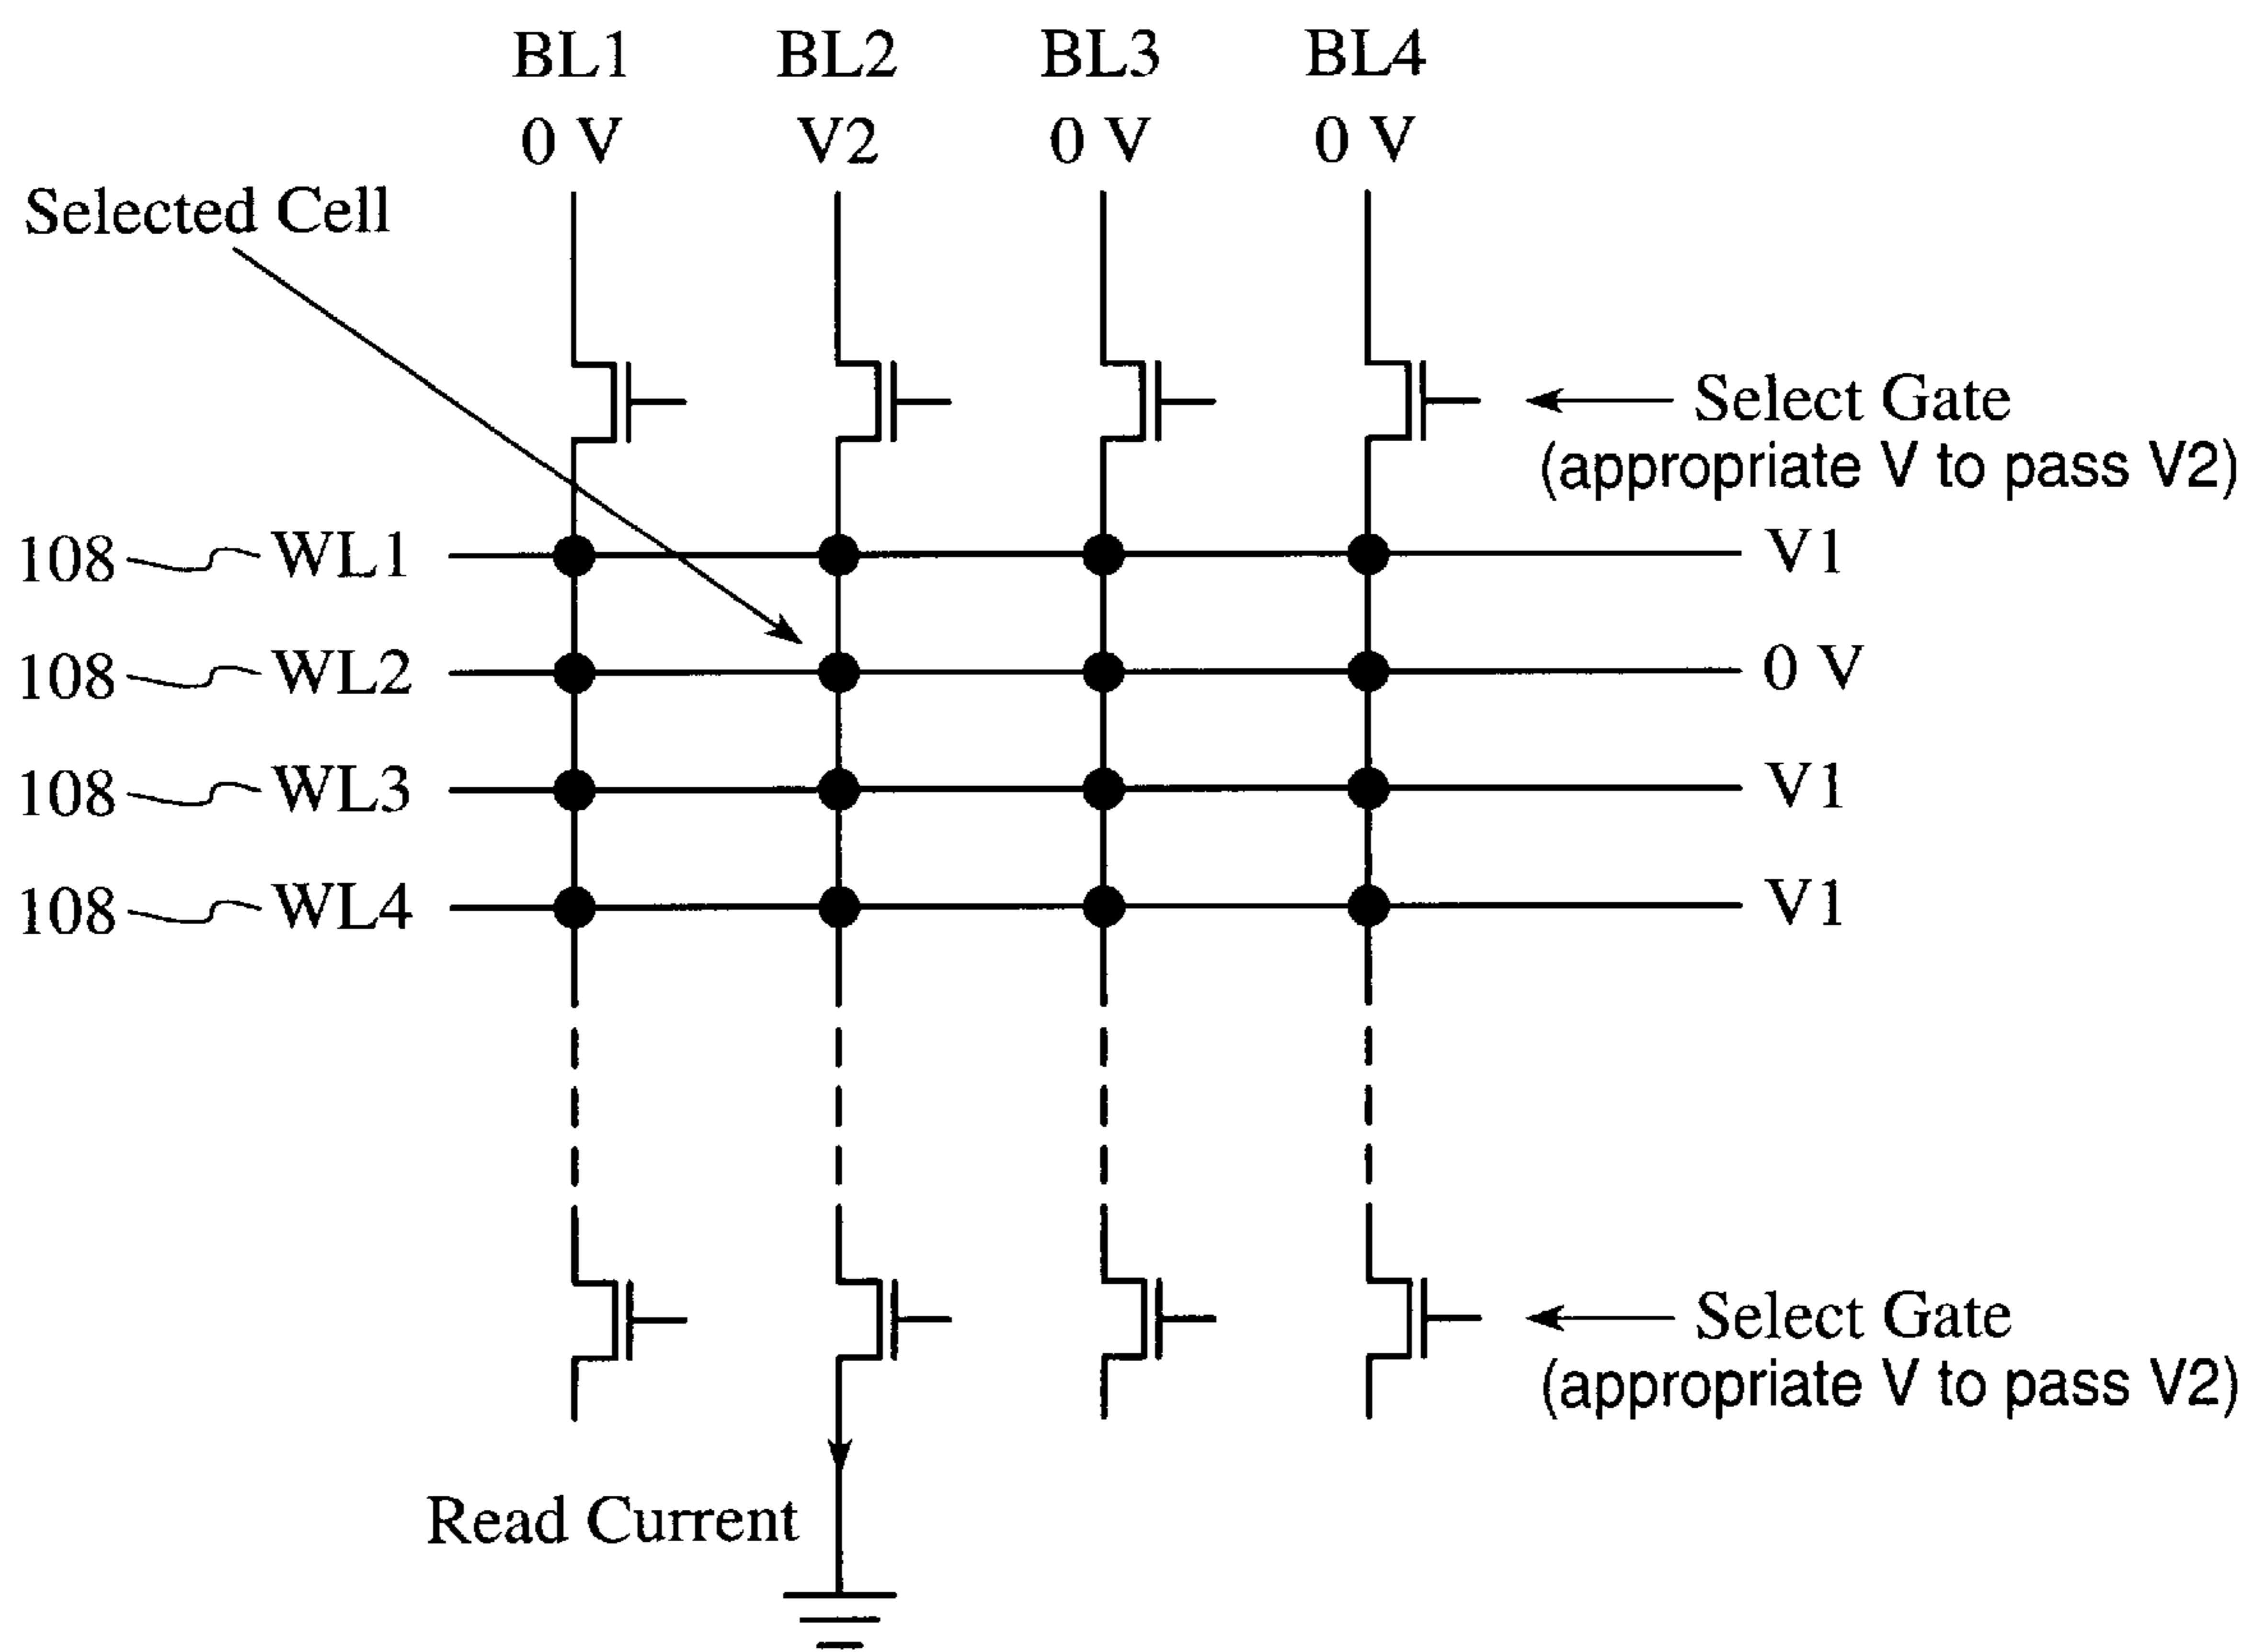 BL1 BL2 BL3 BL4
0 V V2 0 V 0 V
Selected Cell
Select Gate
(appropriate V to pass V2)
108 WL1 V1
108 WL2 0 V
108 WL3 V1
108 WL4 V1
Select Gate
(appropriate V to pass V2)
Read Current